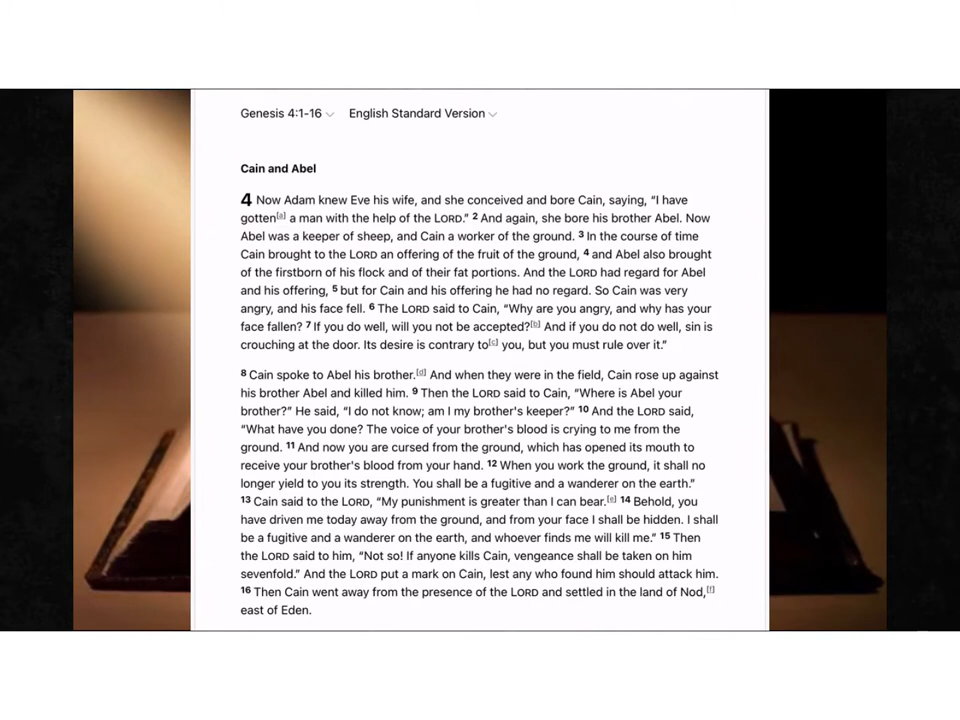 Genesis 4:1-16 English Standard Version
Cain and Abel
4 Now Adam knew Eve his wife, and she conceived and bore Cain, saying, “I have
gotten[a] a man with the help of the LORD.” 2 And again, she bore his brother Abel. Now
Abel was a keeper of sheep, and Cain a worker of the ground. 3 In the course of time
Cain brought to the LORD an offering of the fruit of the ground, 4 and Abel also brought
of the firstborn of his flock and of their fat portions. And the LORD had regard for Abel
and his offering, 5 but for Cain and his offering he had no regard. So Cain was very
angry, and his face fell. 6 The LORD said to Cain, “Why are you angry, and why has your
face fallen? 7 If you do well, will you not be accepted?[b] And if you do not do well, sin is
crouching at the door. Its desire is contrary to[c] you, but you must rule over it.”
8 Cain spoke to Abel his brother.[d] And when they were in the field, Cain rose up against
his brother Abel and killed him. 9 Then the LORD said to Cain, “Where is Abel your
brother?” He said, “I do not know; am I my brother's keeper?” 10 And the LORD said,
“What have you done? The voice of your brother's blood is crying to me from the
ground. 11 And now you are cursed from the ground, which has opened its mouth to
receive your brother's blood from your hand. 12 When you work the ground, it shall no
longer yield to you its strength. You shall be a fugitive and a wanderer on the earth.”
13 Cain said to the LORD, “My punishment is greater than I can bear.[e] 14 Behold, you
have driven me today away from the ground, and from your face I shall be hidden. I shall
be a fugitive and a wanderer on the earth, and whoever finds me will kill me.” 15 Then
the LORD said to him, “Not so! If anyone kills Cain, vengeance shall be taken on him
sevenfold.” And the LORD put a mark on Cain, lest any who found him should attack him.
16 Then Cain went away from the presence of the LORD and settled in the land of Nod,[f]
east of Eden.